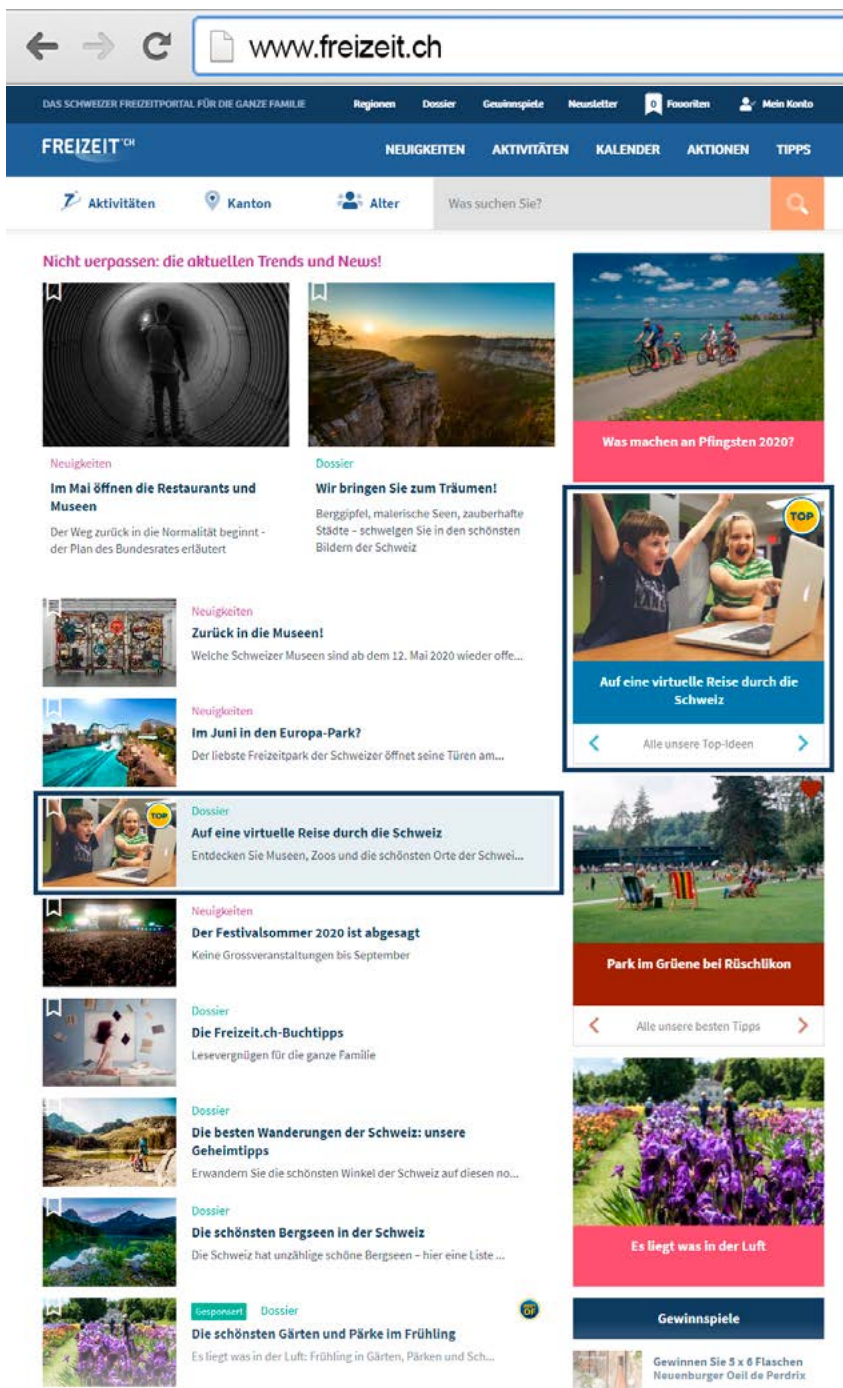 www.freizeit.ch
DAS SCHWEIZER FREIZEITPORTAL FÜR DIE GANZE FAMILIE
Regionen Dossier Gewinnspiele Newsletter 0 Favoriten Mein Konto
FREIZEIT.CH
NEUIGKEITEN AKTIVITÄTEN KALENDER AKTIONEN TIPPS
Aktivitäten Kanton Alter Was suchen Sie?
Nicht verpassen: die aktuellen Trends und News!
Neuigkeiten
Im Mai öffnen die Restaurants und
Museen
Der Weg zurück in die Normalität beginnt -
der Plan des Bundesrates erläutert
Dossier
Wir bringen Sie zum Träumen!
Berggipfel, malerische Seen, zauberhafte
Städte – schwelgen Sie in den schönsten
Bildern der Schweiz
Neuigkeiten
Zurück in die Museen!
Welche Schweizer Museen sind ab dem 12. Mai 2020 wieder offe...
Neuigkeiten
Im Juni in den Europa-Park?
Der liebste Freizeitpark der Schweizer öffnet seine Türen am...
TOP
Dossier
Auf eine virtuelle Reise durch die Schweiz
Entdecken Sie Museen, Zoos und die schönsten Orte der Schwei...
Neuigkeiten
Der Festivalsommer 2020 ist abgesagt
Keine Grossveranstaltungen bis September
Dossier
Die Freizeit.ch-Buchtipps
Lesevergnügen für die ganze Familie
Dossier
Die besten Wanderungen der Schweiz: unsere
Geheimtipps
Erwandern Sie die schönsten Winkel der Schweiz auf diesen no...
Dossier
Die schönsten Bergseen in der Schweiz
Die Schweiz hat unzählige schöne Bergseen – hier eine Liste ...
Gesponsert Dossier
Die schönsten Gärten und Pärke im Frühling
Es liegt was in der Luft: Frühling in Gärten, Parken und Sch...
Was machen an Pfingsten 2020?
TOP
Auf eine virtuelle Reise durch die
Schweiz
Alle unsere Top-Ideen
Park im Grüene bei Rüschlikon
Alle unsere besten Tipps
Es liegt was in der Luft
Gewinnspiele
Gewinnen Sie 5 x 6 Flaschen
Neuenburger Oeil de Perdrix